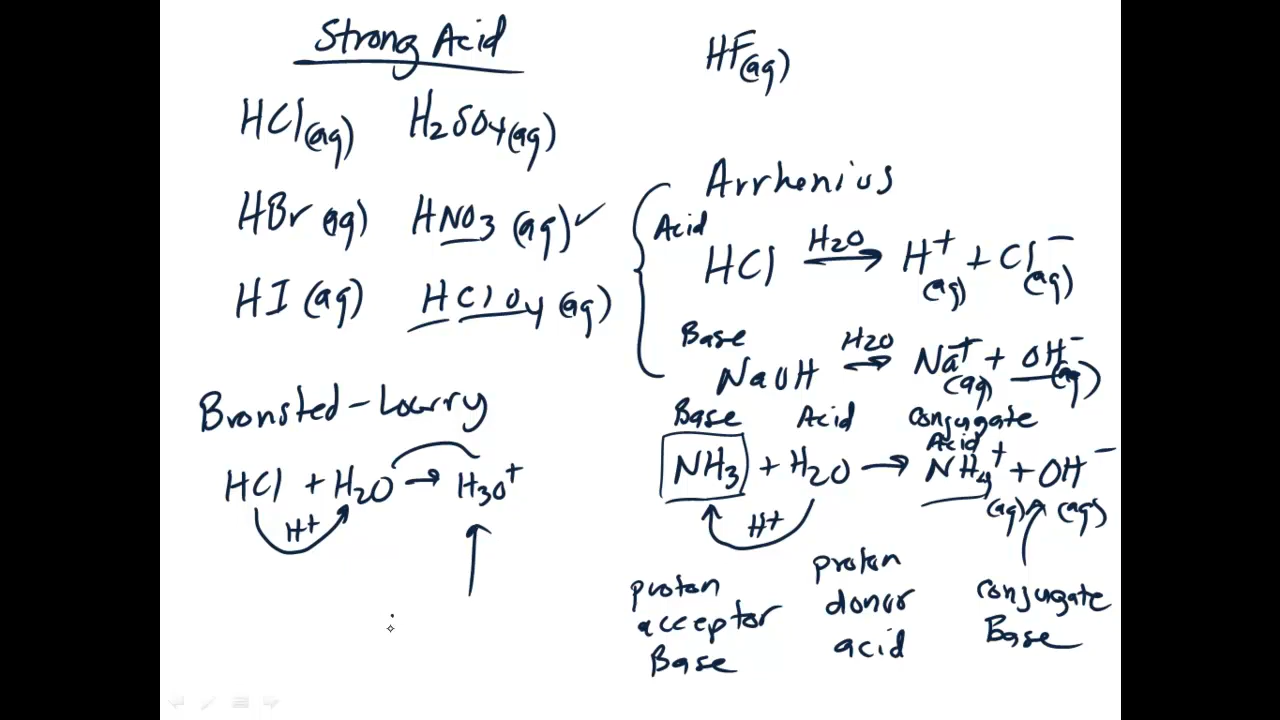 Strong Acid
HCl(aq) H2SO4(aq)
HBr(aq) HNO3(aq)✓
HI(aq) HClO4(aq)
Bronsted-Lowry
HCl + H2O → H3O+
H+
HF(aq)
Arrhenius
Acid
HCl H2O→ H+(aq) + Cl-(aq)
Base
NaOH H2O→ Na+(aq) + OH-(aq)
Base Acid Conjugate Acid
NH3 + H2O → NH4+(aq) + OH-(aq)
H+
proton
acceptor
Base
proton
donor
acid
conjugate
Base